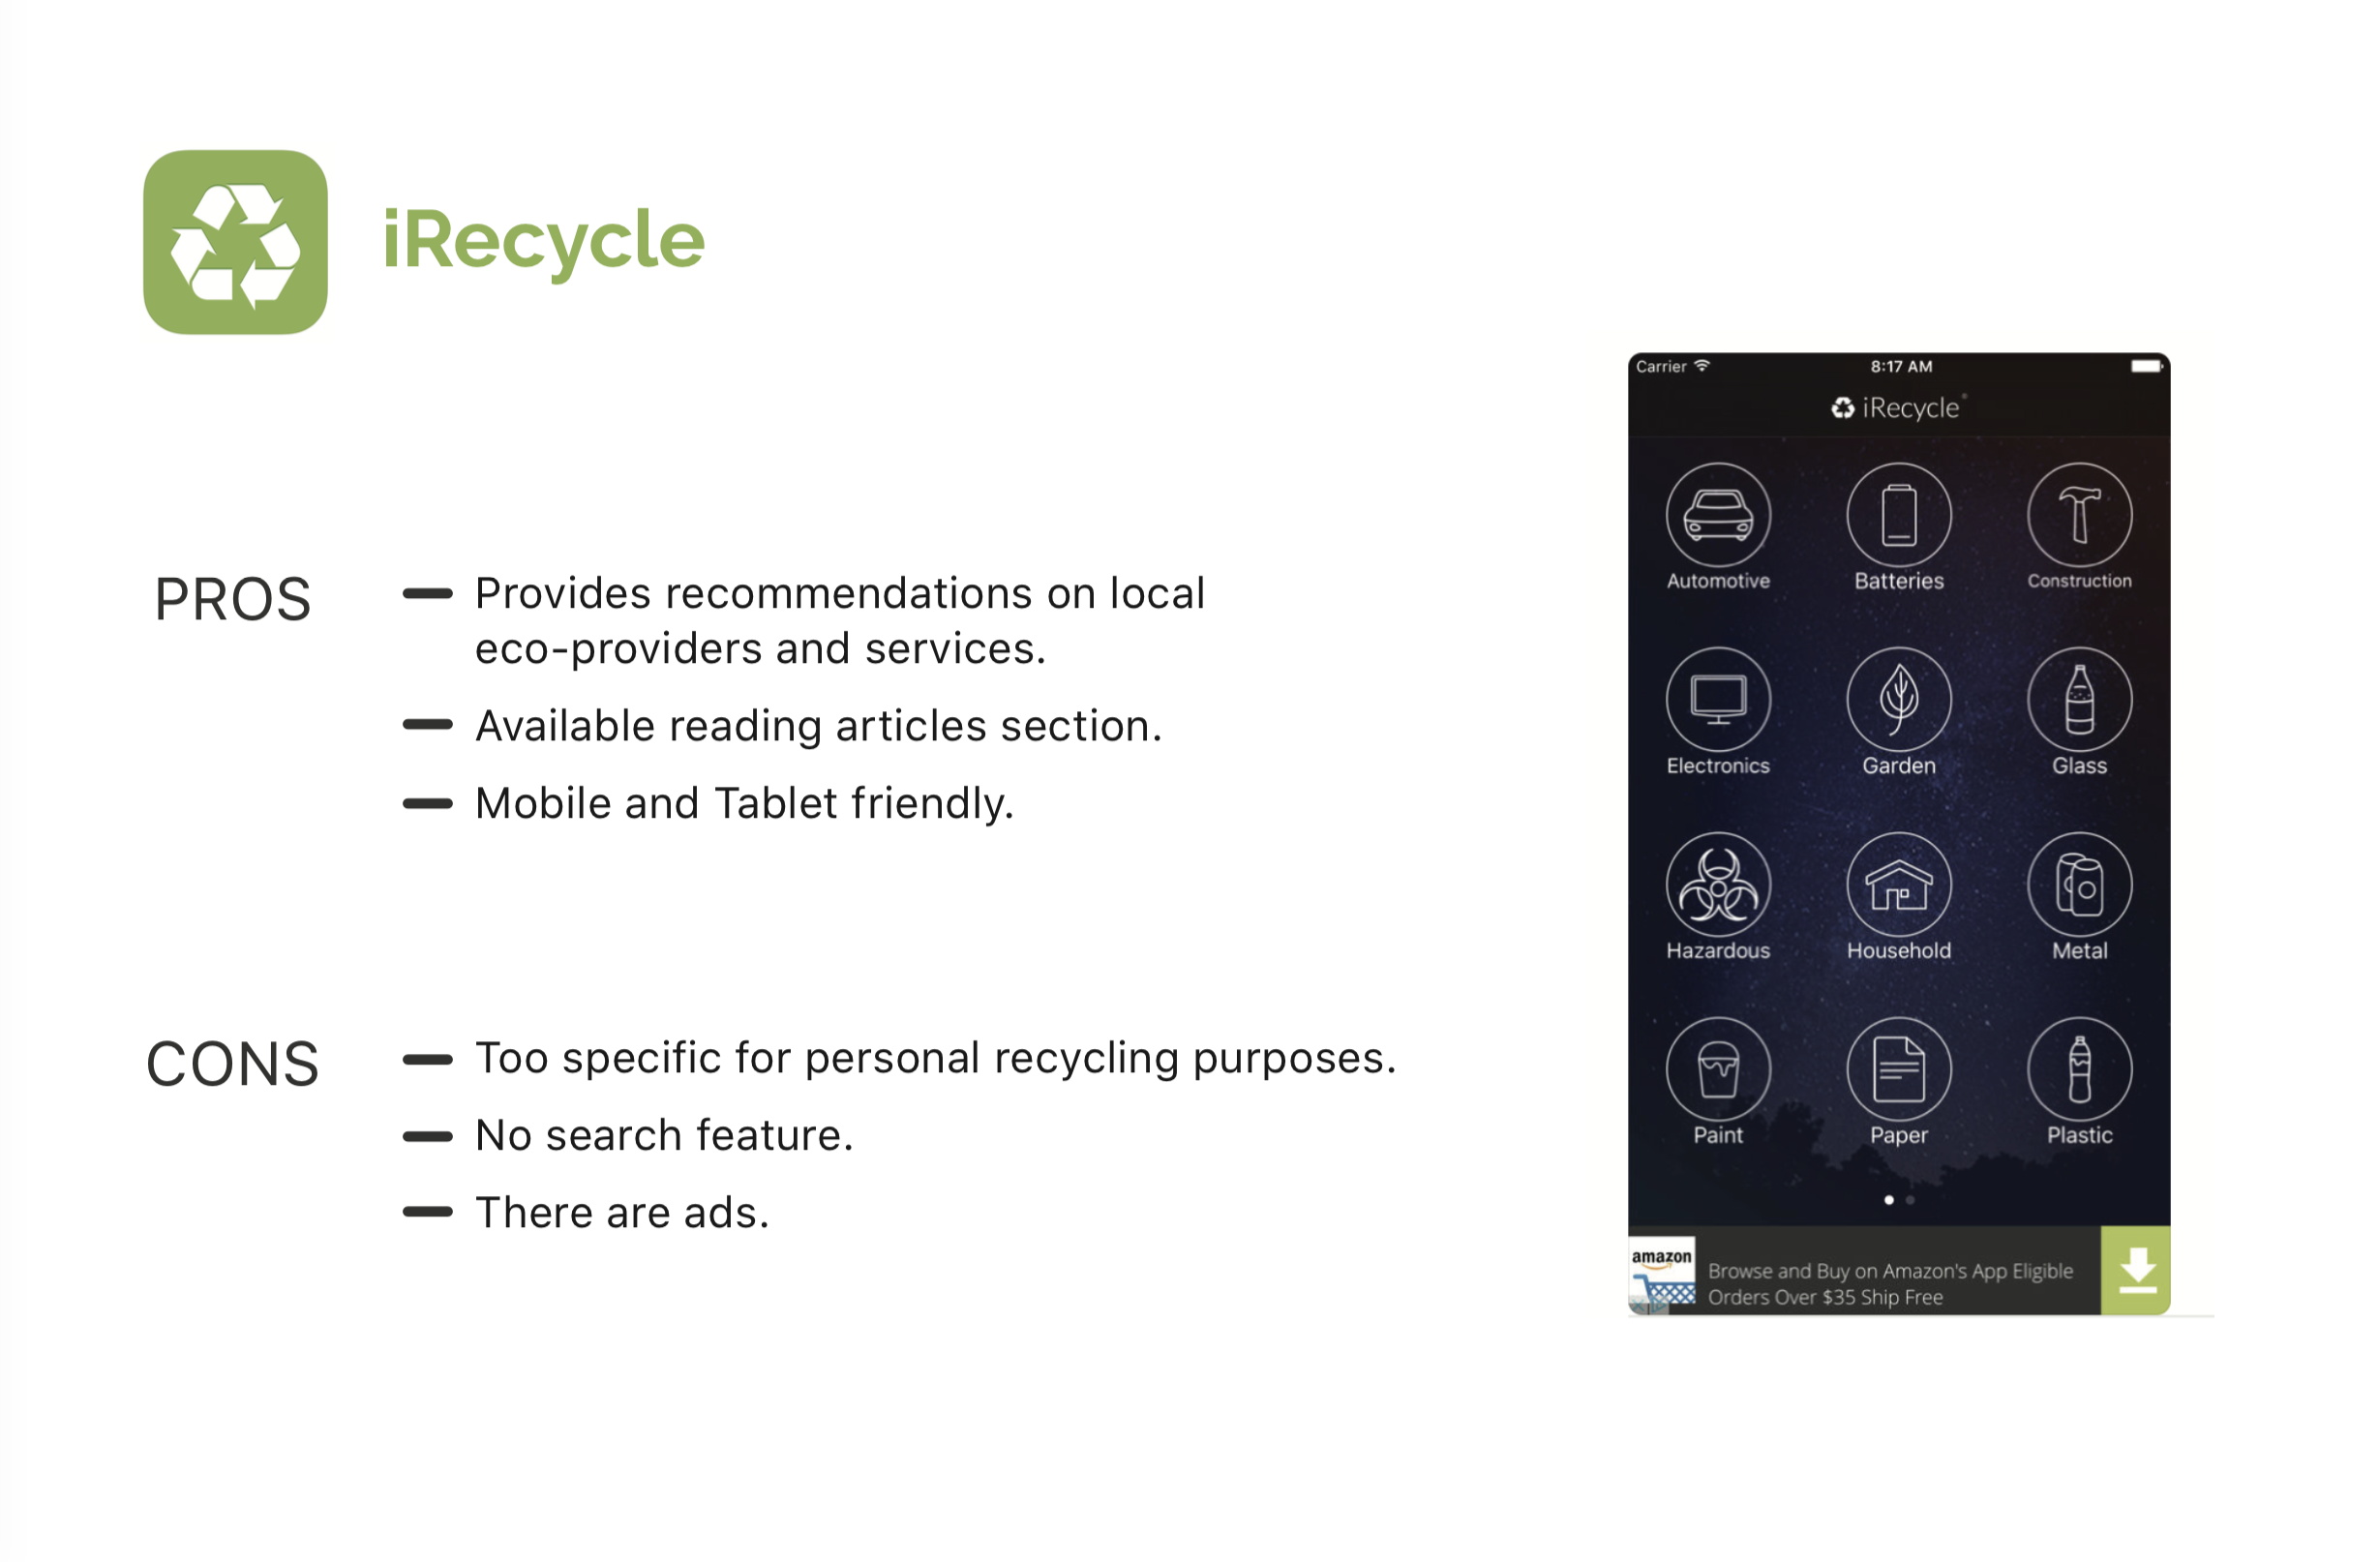 iRecycle
PROS
Provides recommendations on local
eco-providers and services.
Available reading articles section.
Mobile and Tablet friendly.
CONS
Too specific for personal recycling purposes.
No search feature.
There are ads.
Carrier 8:17 AM
iRecycle®
Automotive Batteries Construction
Electronics Garden Glass
Hazardous Household Metal
Paint Paper Plastic
amazon
Browse and Buy on Amazon's App Eligible
Orders Over $35 Ship Free